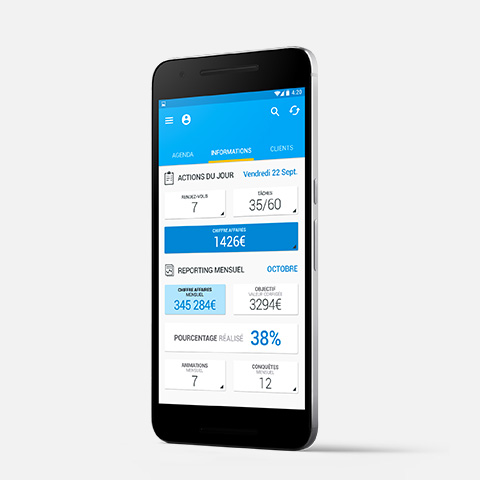 4:20
AGENDA INFORMATIONS CLIENTS
ACTIONS DU JOUR Vendredi 22 Sept.
RENDEZ-VOUS TÂCHES
7 35/60
CHIFFRE AFFAIRES
1426€
REPORTING MENSUEL OCTOBRE
CHIFFRE AFFAIRES OBJECTIF
MENSUEL VALEUR CORRIGÉE
345 284€ 3294€
POURCENTAGE RÉALISÉ 38%
ANIMATIONS CONQUÊTES
MENSUEL MENSUEL
7 12